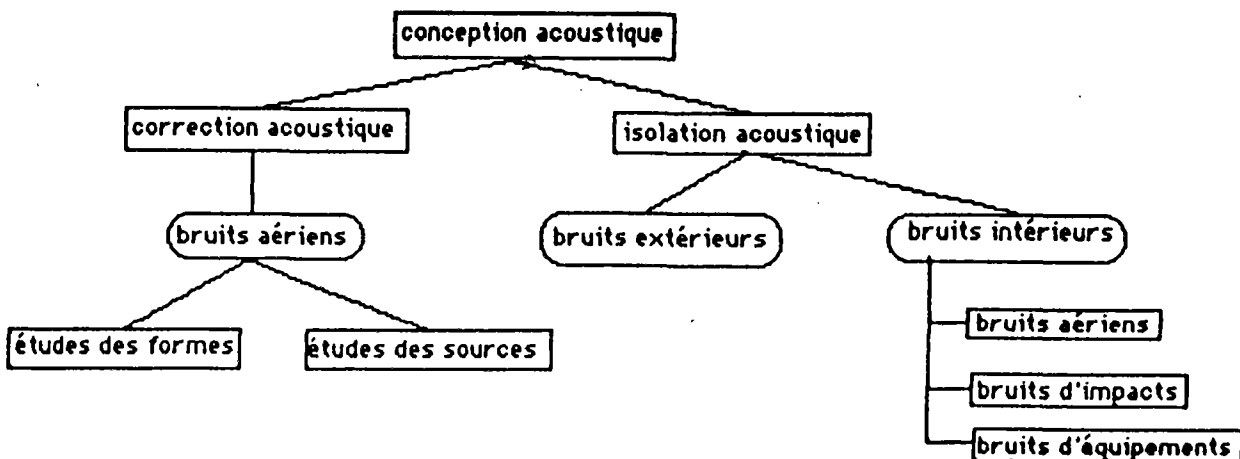 conception acoustique
correction acoustique
isolation acoustique
bruits aériens
bruits extérieurs
bruits intérieurs
études des formes
études des sources
bruits aériens
bruits d'impacts
bruits d'équipements